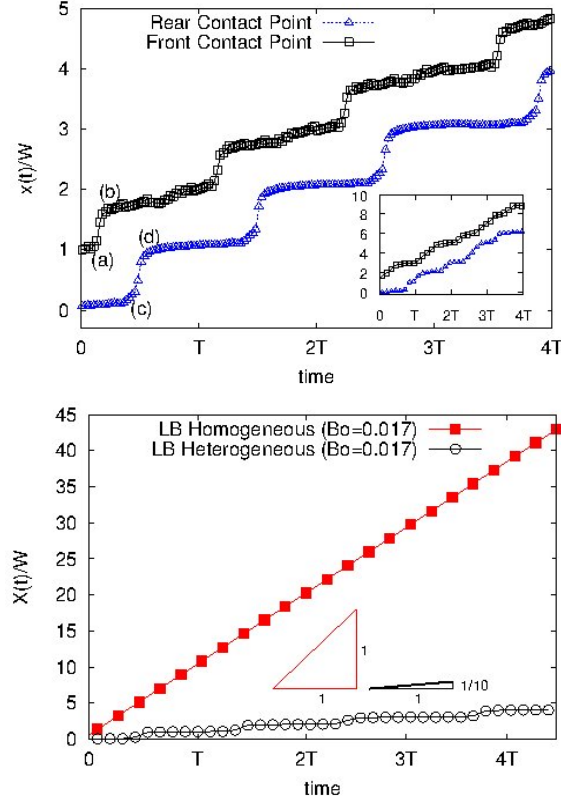 Rear Contact Point
Front Contact Point
x(t)/W
5
4
3
2
1
0
(a)
(b)
(c)
(d)
10
8
6
4
2
0
0 T 2T 3T 4T
0 T 2T 3T 4T
time
LB Homogeneous (Bo=0.017)
LB Heterogeneous (Bo=0.017)
X(t)/W
45
40
35
30
25
20
15
10
5
0
1
1
1/10
1
0 T 2T 3T 4T
time